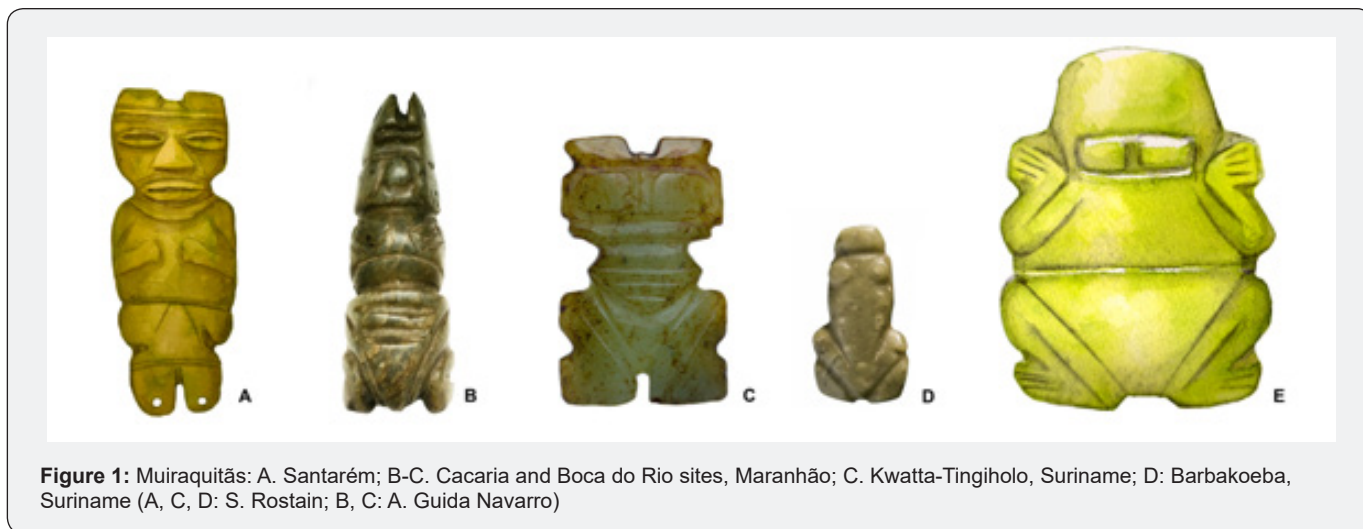 A
B
C
D
E
Figure 1: Muiraquitãs: A. Santarém; B-C. Cacaria and Boca do Rio sites, Maranhão; C. Kwatta-Tingiholo, Suriname; D: Barbakoeba,
Suriname (A, C, D: S. Rostain; B, C: A. Guida Navarro)